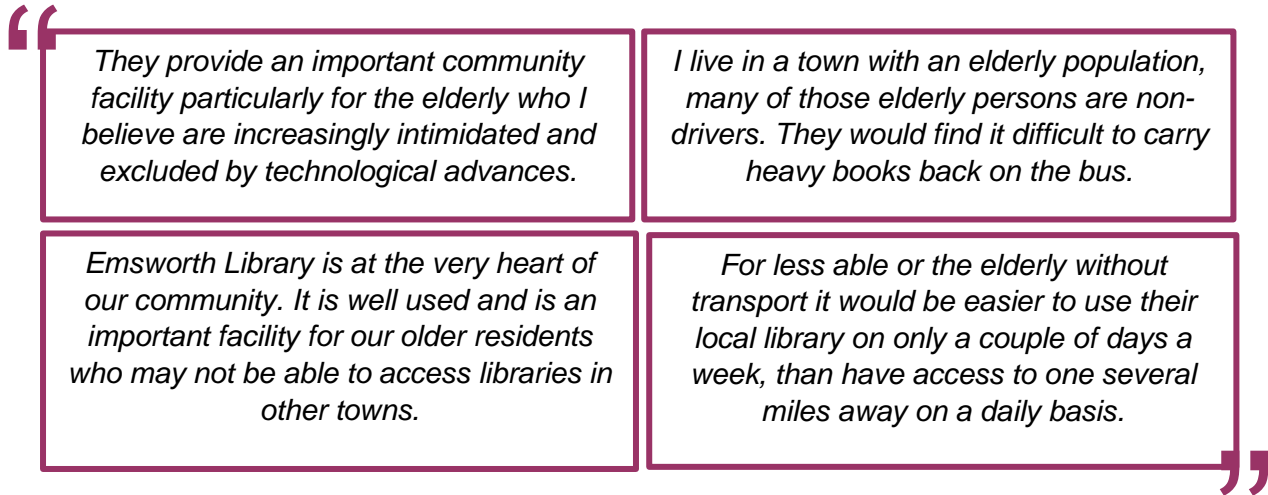 “
They provide an important community
facility particularly for the elderly who I
believe are increasingly intimidated and
excluded by technological advances.
I live in a town with an elderly population,
many of those elderly persons are non-
drivers. They would find it difficult to carry
heavy books back on the bus.
Emsworth Library is at the very heart of
our community. It is well used and is an
important facility for our older residents
who may not be able to access libraries in
other towns.
For less able or the elderly without
transport it would be easier to use their
local library on only a couple of days a
week, than have access to one several
miles away on a daily basis.
”